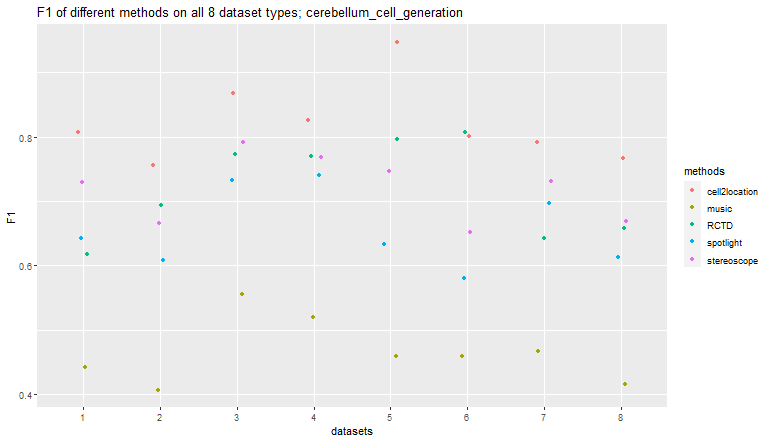 F1 of different methods on all 8 dataset types; cerebellum_cell_generation
F1
0.8
0.6
0.4
1 2 3 4 5 6 7 8
datasets
methods
cell2location
music
RCTD
spotlight
stereoscope